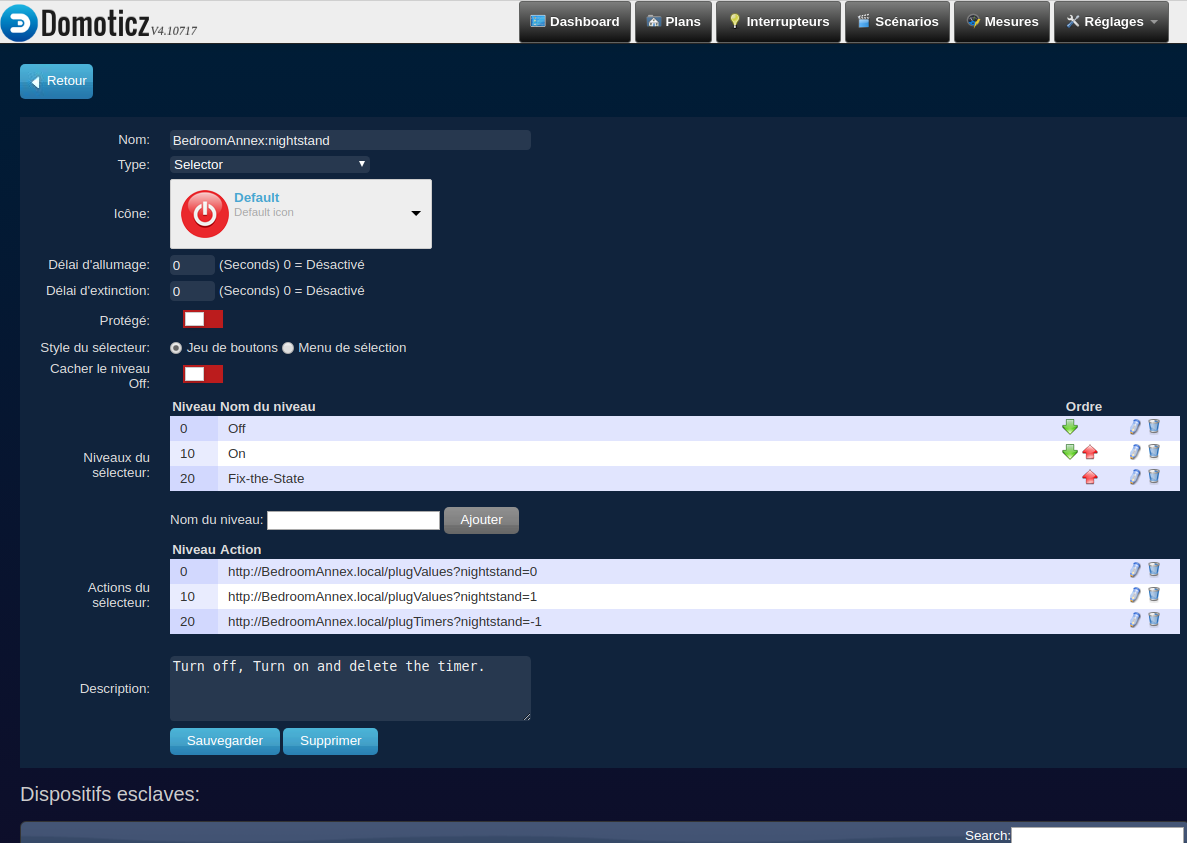 Domoticz V4.10717
Dashboard Plans Interrupteurs Scénarios Mesures Réglages
Retour
Nom: BedroomAnnex:nightstand
Type: Selector
Icône: Default
Default icon
Délai d'allumage: 0 (Seconds) 0 = Désactivé
Délai d'extinction: 0 (Seconds) 0 = Désactivé
Protégé:
Style du sélecteur: Jeu de boutons Menu de sélection
Cacher le niveau
Off:
Niveaux du
sélecteur:
Niveau Nom du niveau Ordre
0 Off
10 On
20 Fix-the-State
Nom du niveau: Ajouter
Actions du
sélecteur:
Niveau Action
0 http://BedroomAnnex.local/plugValues?nightstand=0
10 http://BedroomAnnex.local/plugValues?nightstand=1
20 http://BedroomAnnex.local/plugTimers?nightstand=-1
Description: Turn off, Turn on and delete the timer.
Sauvegarder Supprimer
Dispositifs esclaves:
Search: